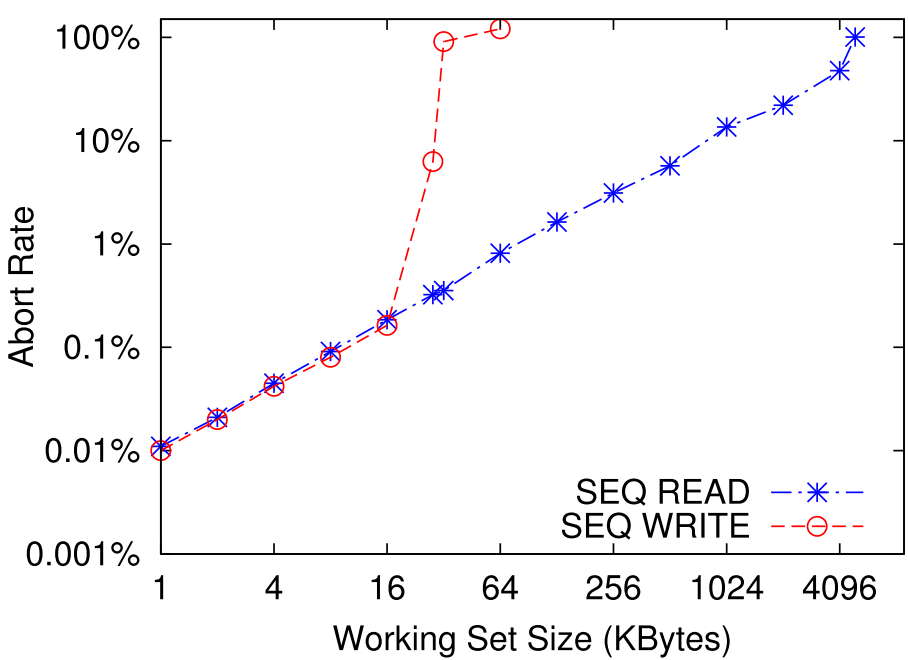 100%
10%
1%
0.1%
0.01%
0.001%
Abort Rate
SEQ READ
SEQ WRITE
1 4 16 64 256 1024 4096
Working Set Size (KBytes)